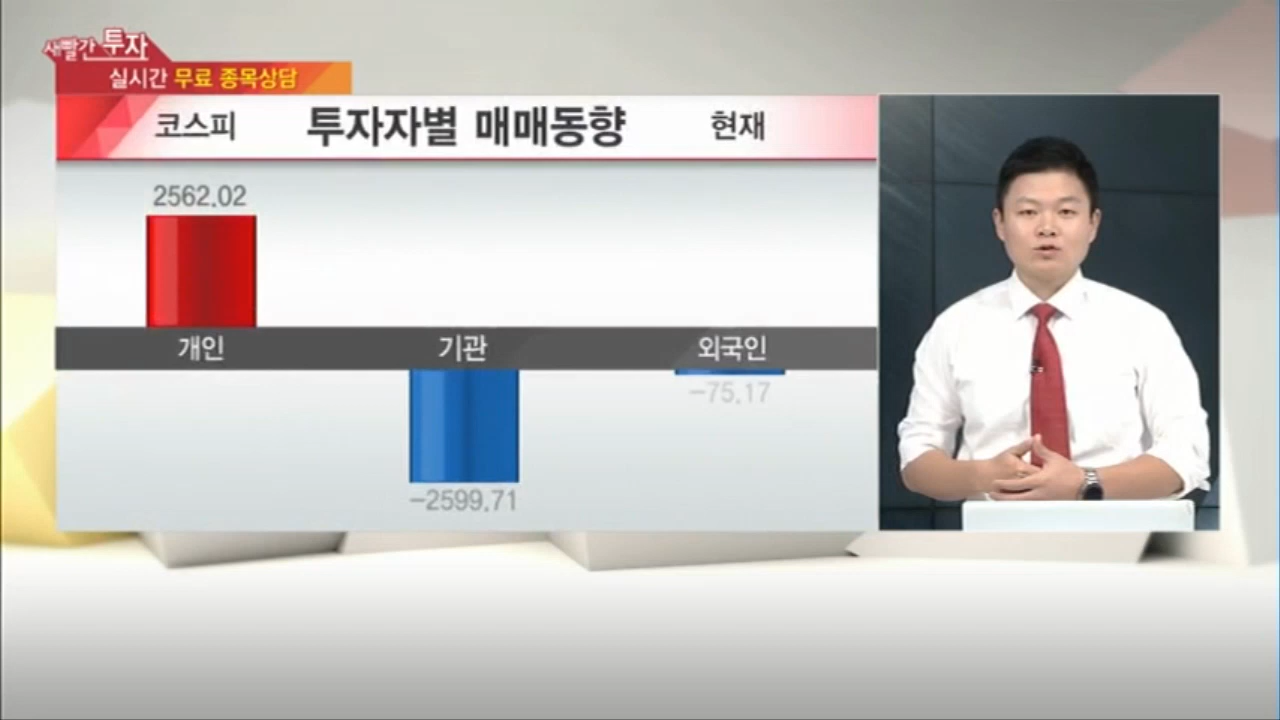 새빨간 투자
실시간 무료 종목상담
코스피 투자자별 매매동향 현재
2562.02
개인 기관 외국인
-75.17
-2599.71